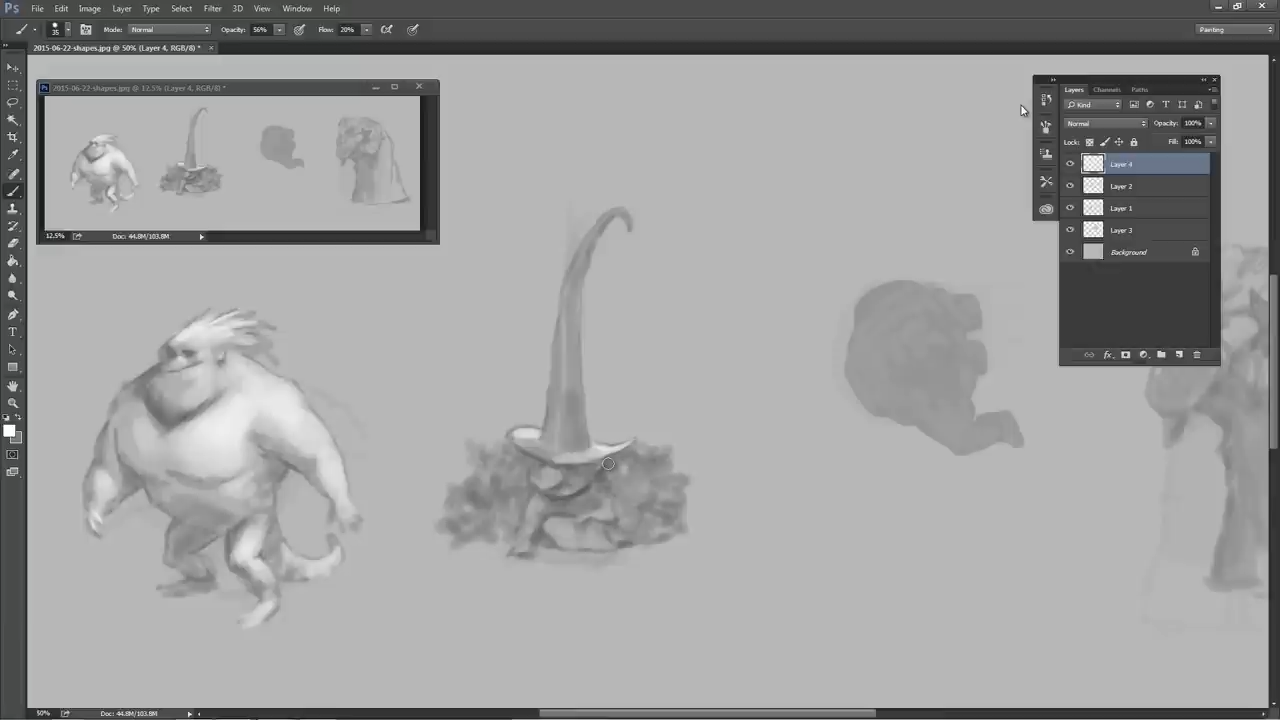 Ps File Edit Image Layer Type Select Filter 3D View Window Help
35 Mode: Normal Opacity: 56% Flow: 20% Painting
2015-06-22-shapes.jpg @ 50% (Layer 4, RGB/8) *
Ps 2015-06-22-shapes.jpg @ 12.5% (Layer 4, RGB/8) *
12.5% Doc: 44.8M/103.8M
Layers Channels Paths
Kind
Normal Opacity: 100%
Lock: Fill: 100%
Layer 4
Layer 2
Layer 1
Layer 3
Background
fx
50% Doc: 44.8M/103.8M